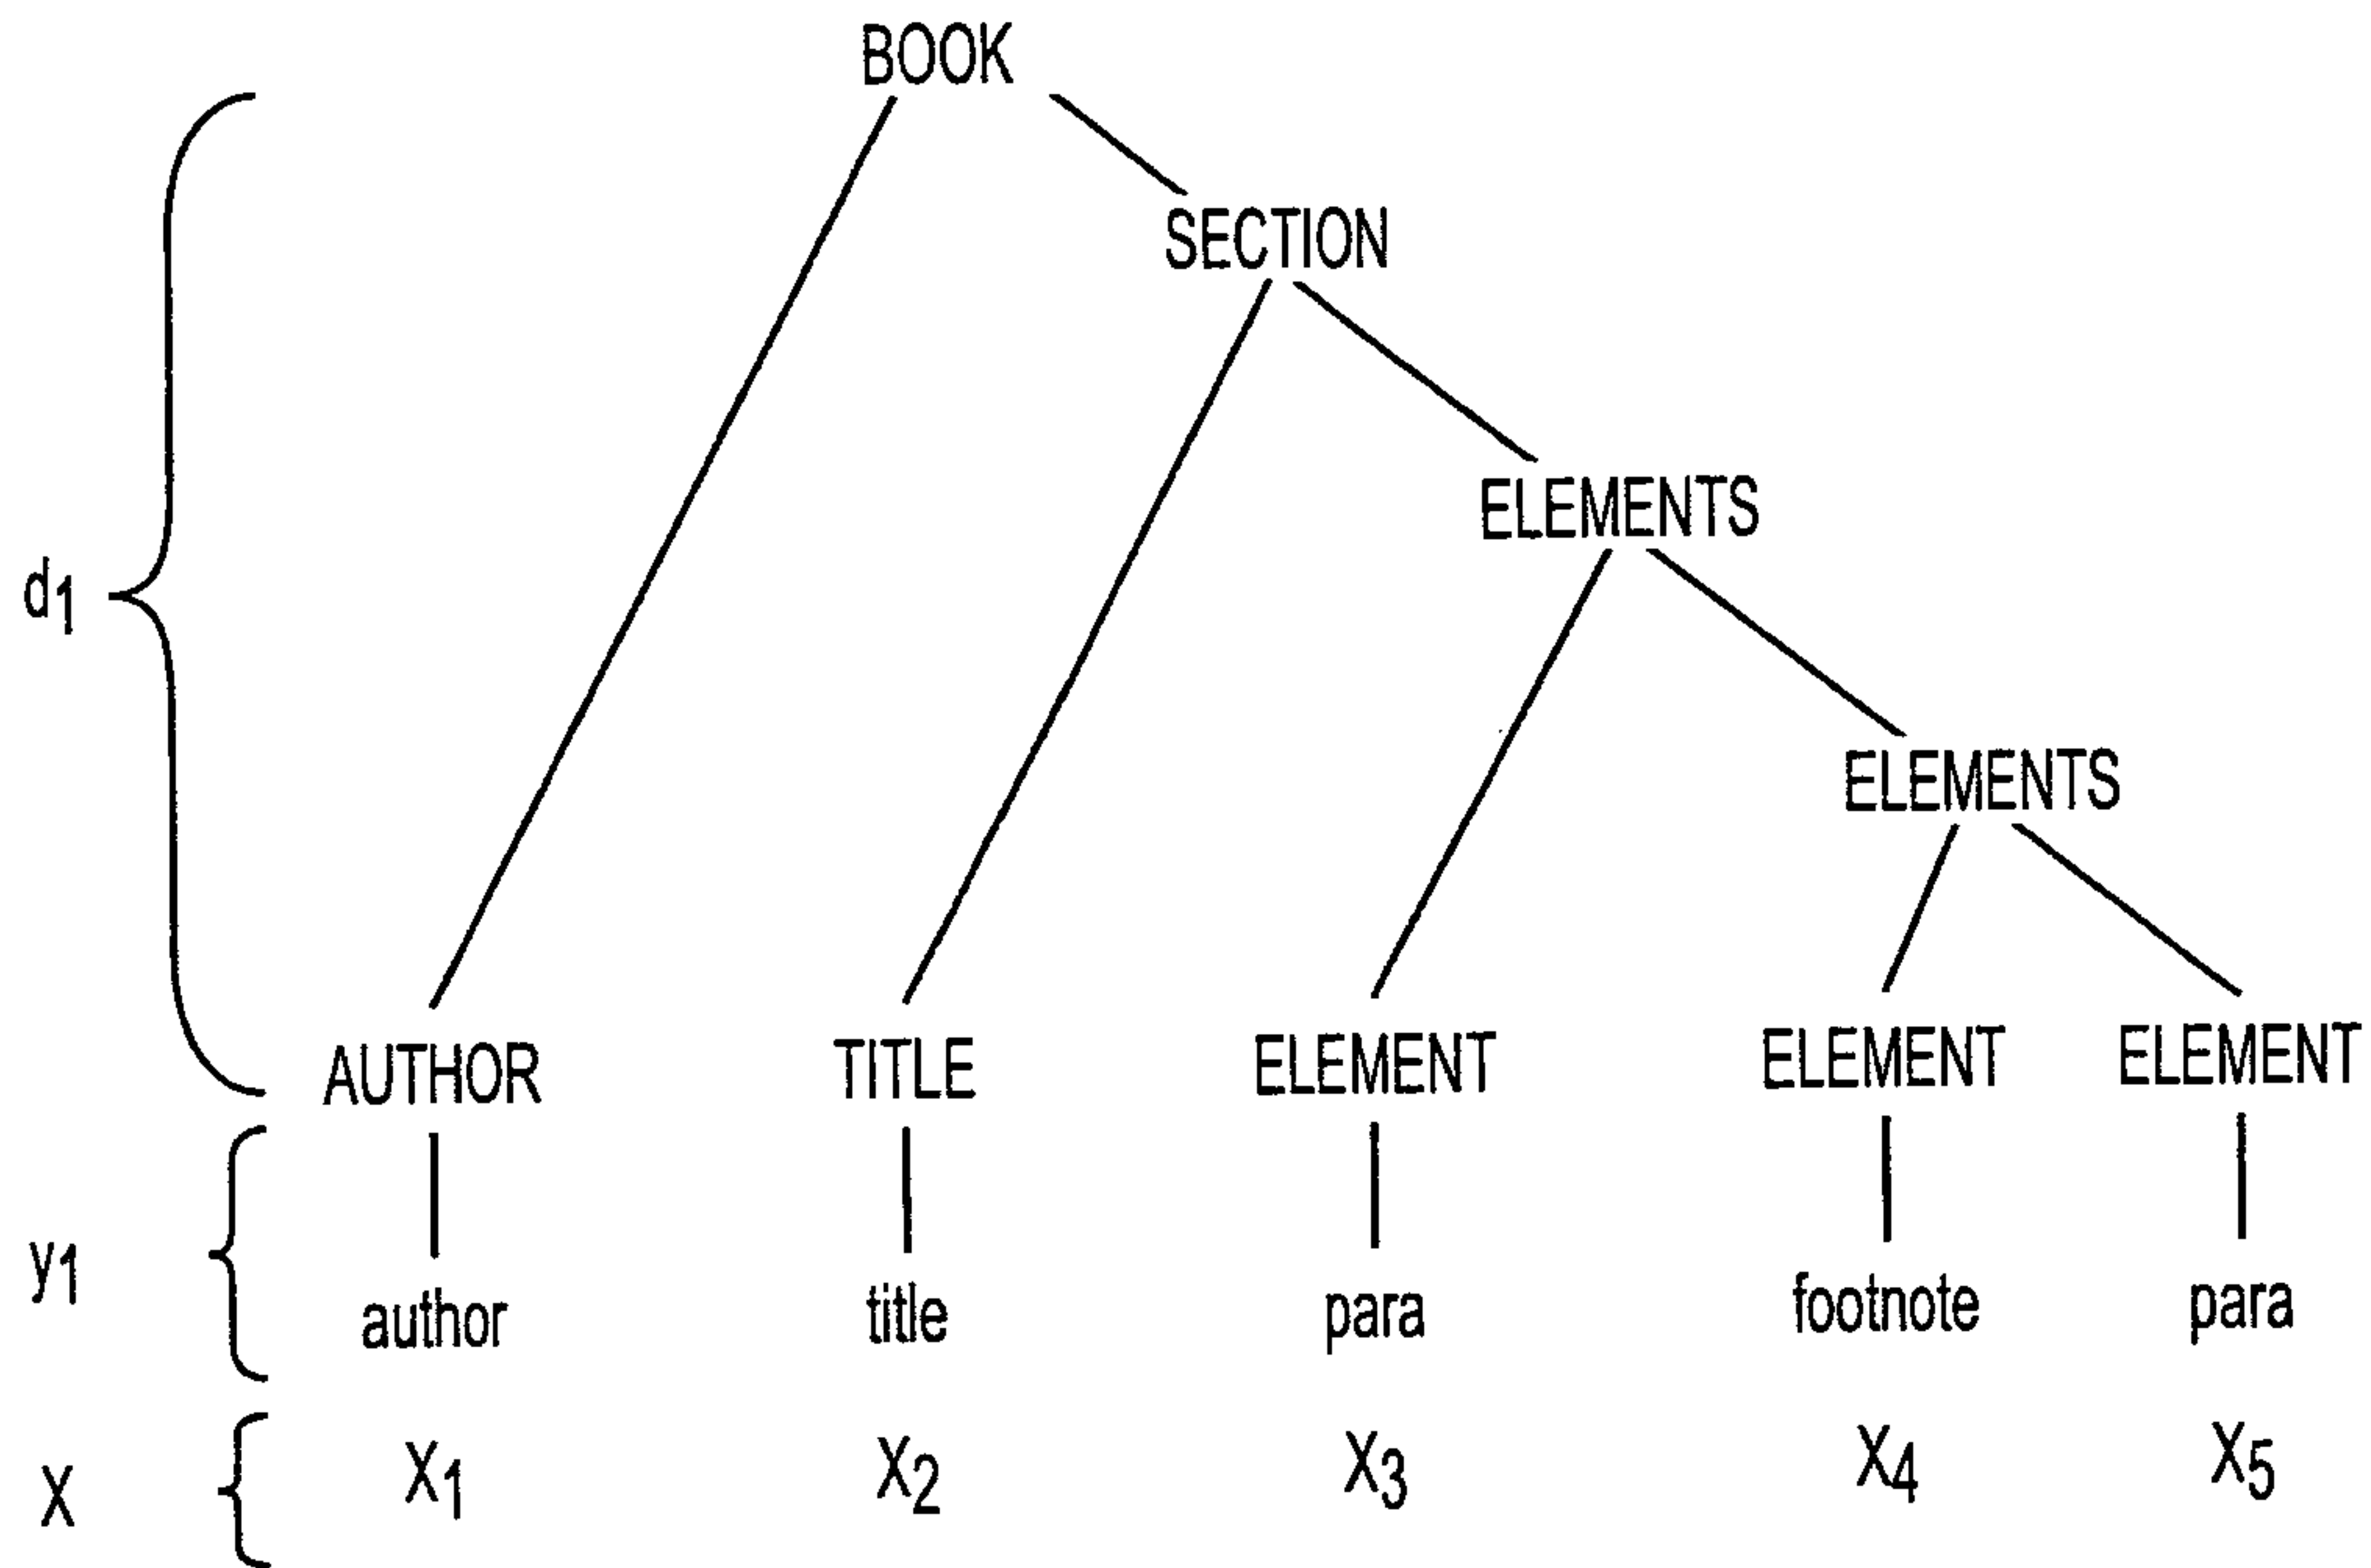 BOOK
SECTION
ELEMENTS
d1
ELEMENTS
AUTHOR TITLE ELEMENT ELEMENT ELEMENT
y1 author title para footnote para
X X1 X2 X3 X4 X5